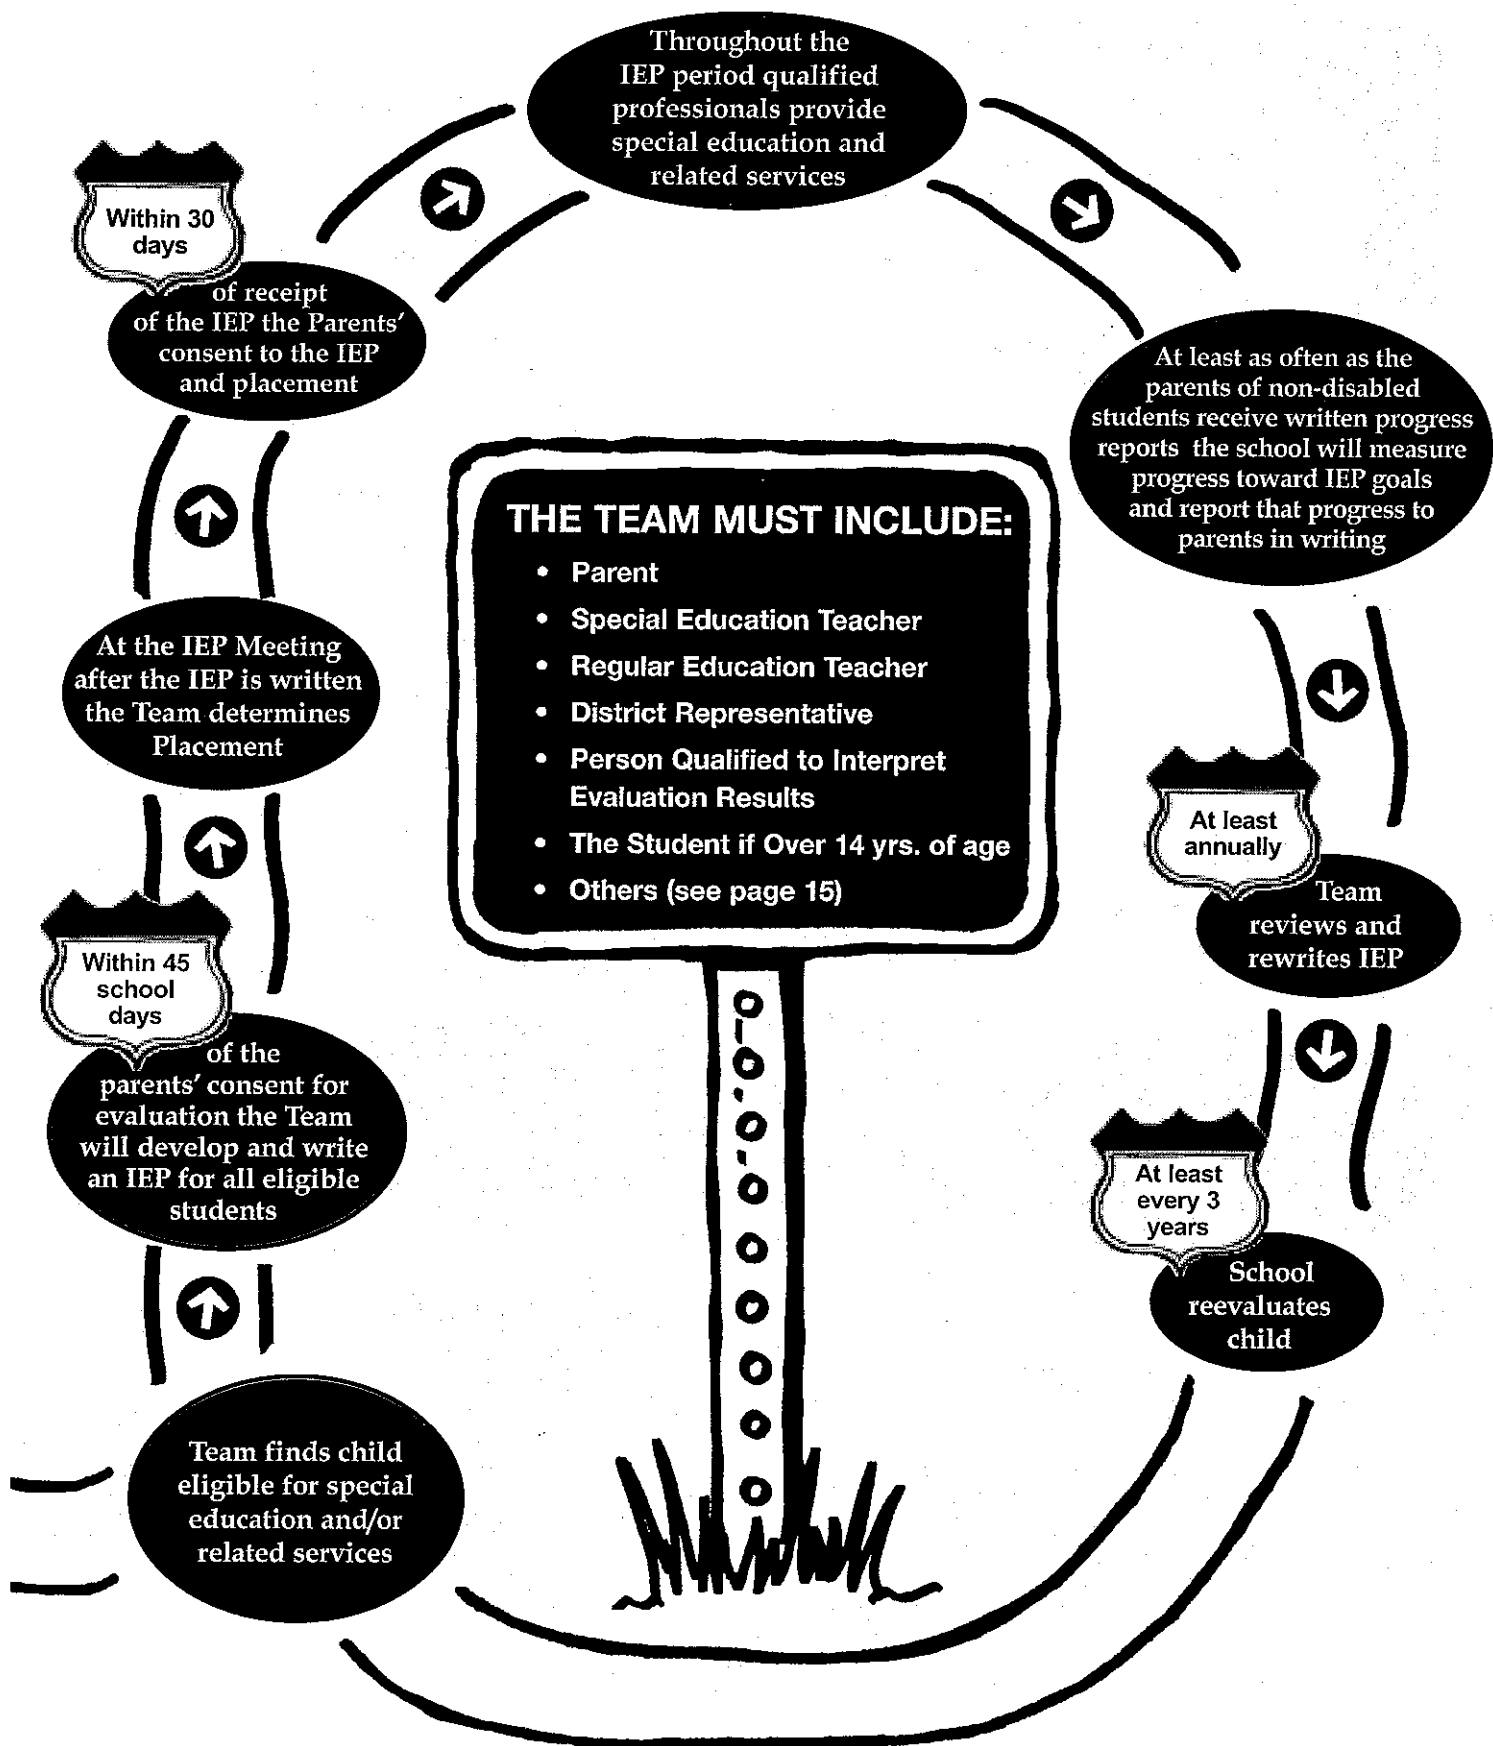 Throughout the
IEP period qualified
professionals provide
special education and
related services
Within 30
days
of receipt
of the IEP the Parents'
consent to the IEP
and placement
At least as often as the
parents of non-disabled
students receive written progress
reports the school will measure
progress toward IEP goals
and report that progress to
parents in writing
THE TEAM MUST INCLUDE:
• Parent
• Special Education Teacher
• Regular Education Teacher
• District Representative
• Person Qualified to Interpret
Evaluation Results
• The Student if Over 14 yrs. of age
• Others (see page 15)
At the IEP Meeting
after the IEP is written
the Team determines
Placement
At least
annually
Team
reviews and
rewrites IEP
Within 45
school
days
of the
parents' consent for
evaluation the Team
will develop and write
an IEP for all eligible
students
At least
every 3
years
School
reevaluates
child
Team finds child
eligible for special
education and/or
related services